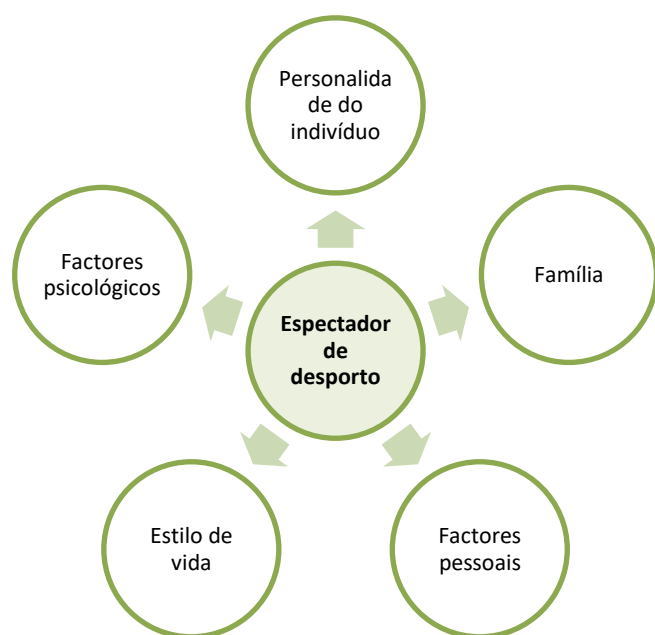 Personalida
de do
indivíduo
Factores
psicológicos
Família
Espectador
de
desporto
Estilo de
vida
Factores
pessoais